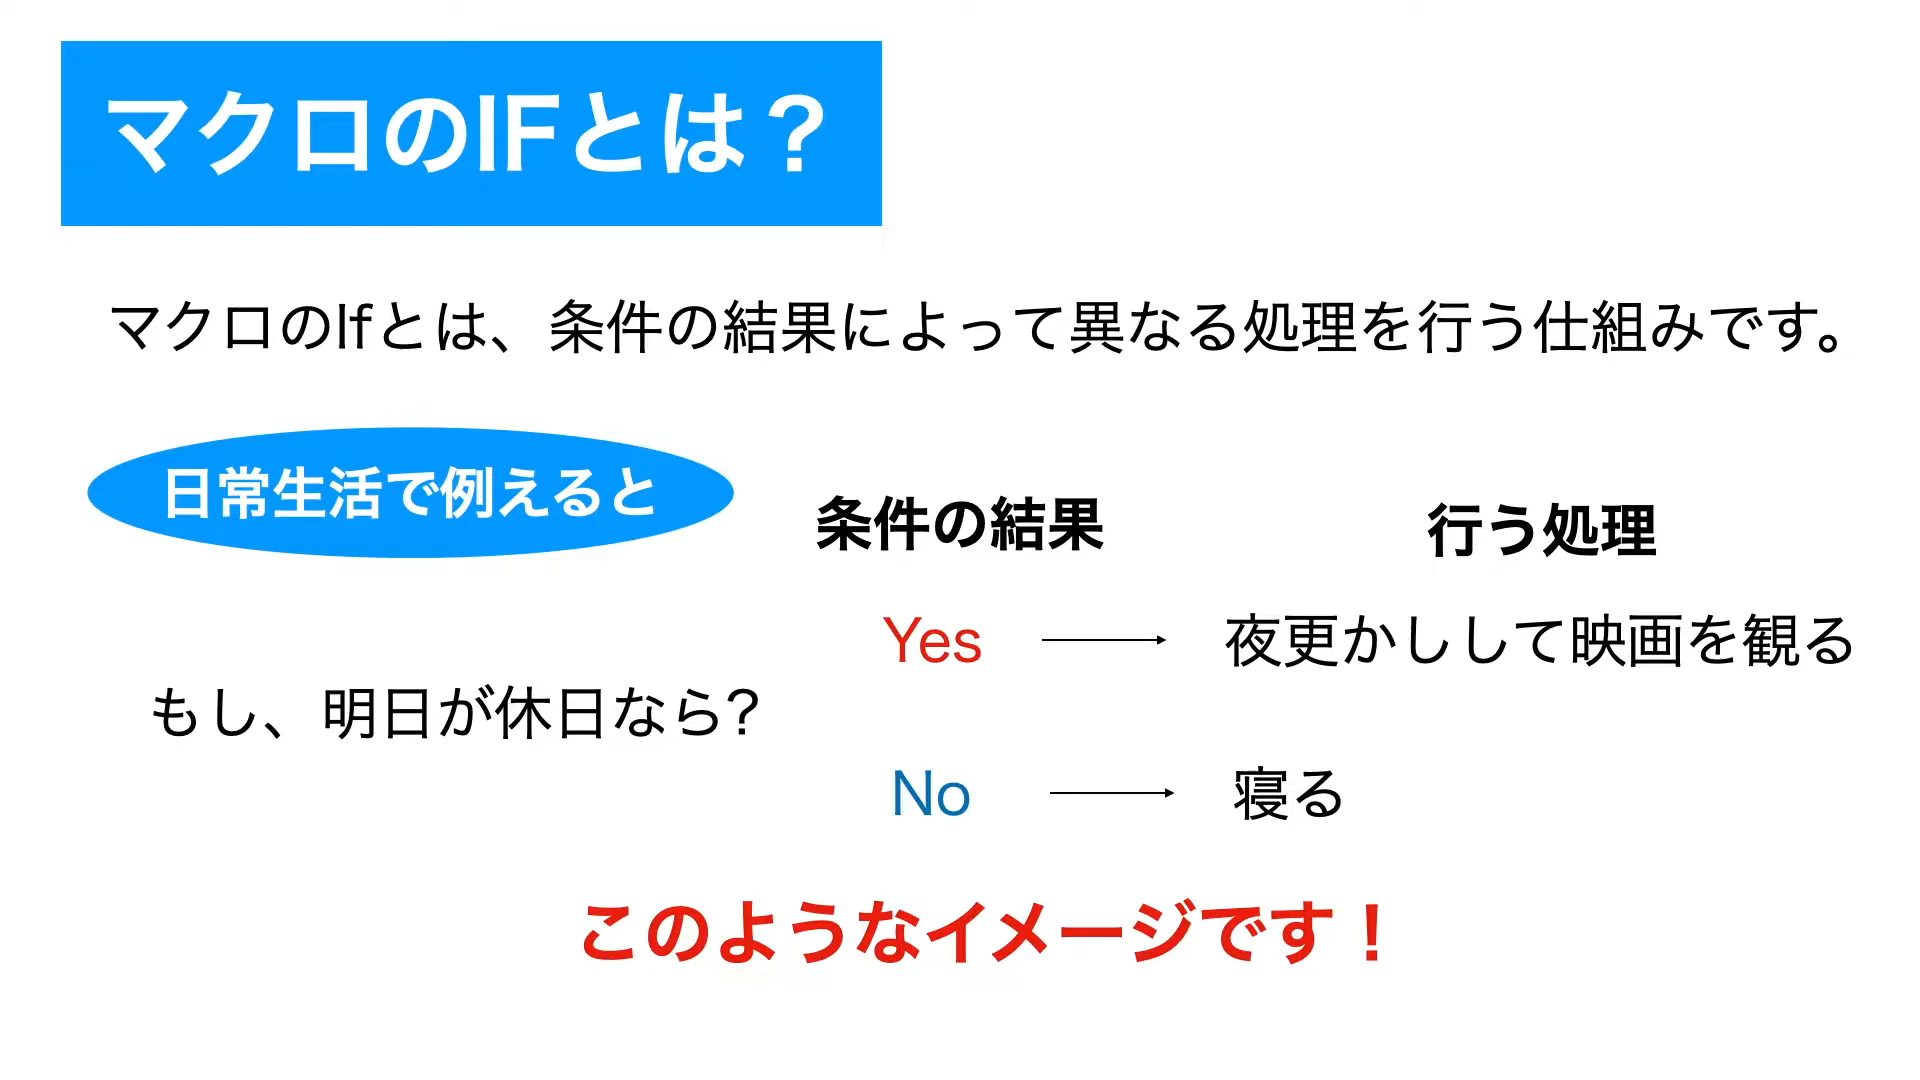 マクロのIFとは？
マクロのIfとは、条件の結果によって異なる処理を行う仕組みです。
日常生活で例えると
条件の結果
行う処理
もし、明日が休日なら?
Yes
夜更かしして映画を観る
No
寝る
このようなイメージです！